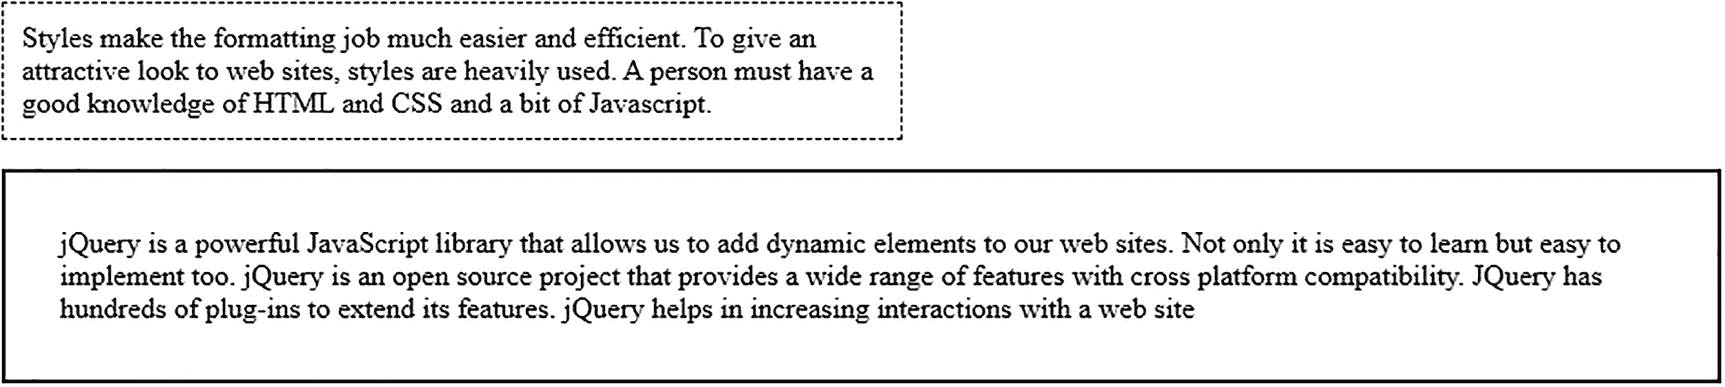 Styles make the formatting job much easier and efficient. To give an
attractive look to web sites, styles are heavily used. A person must have a
good knowledge of HTML and CSS and a bit of Javascript.
jQuery is a powerful JavaScript library that allows us to add dynamic elements to our web sites. Not only it is easy to learn but easy to
implement too. jQuery is an open source project that provides a wide range of features with cross platform compatibility. JQuery has
hundreds of plug-ins to extend its features. jQuery helps in increasing interactions with a web site